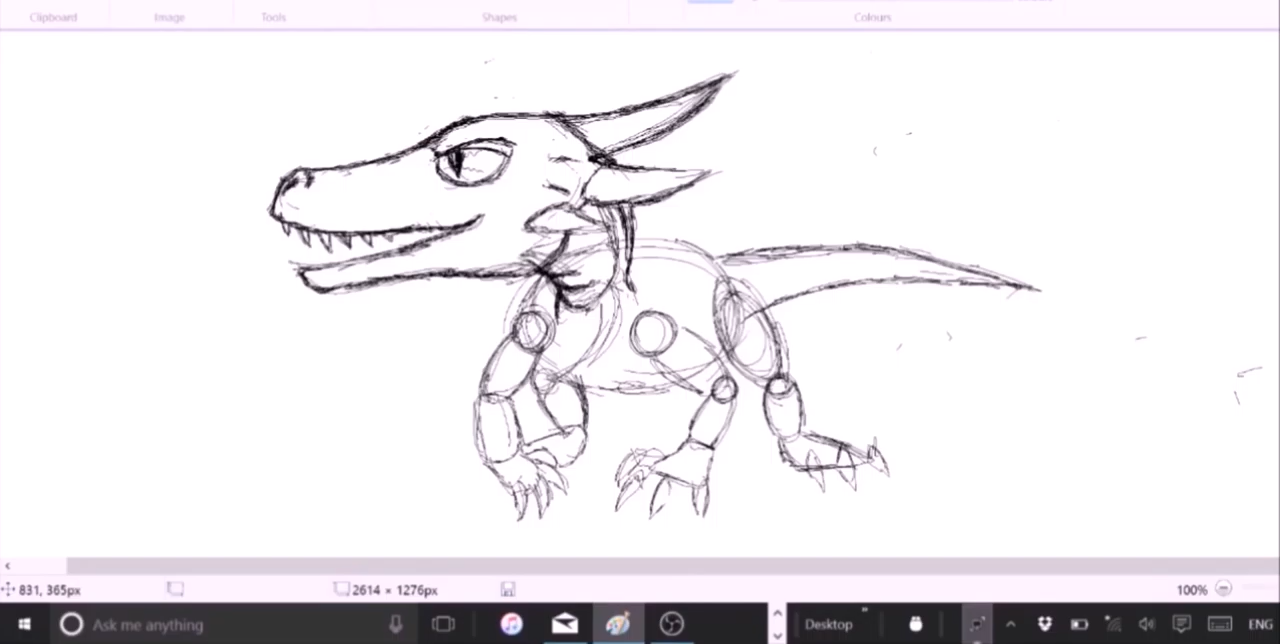 Clipboard Image Tools Shapes Colours
831, 365px 2614 × 1276px 100%
Ask me anything Desktop ENG